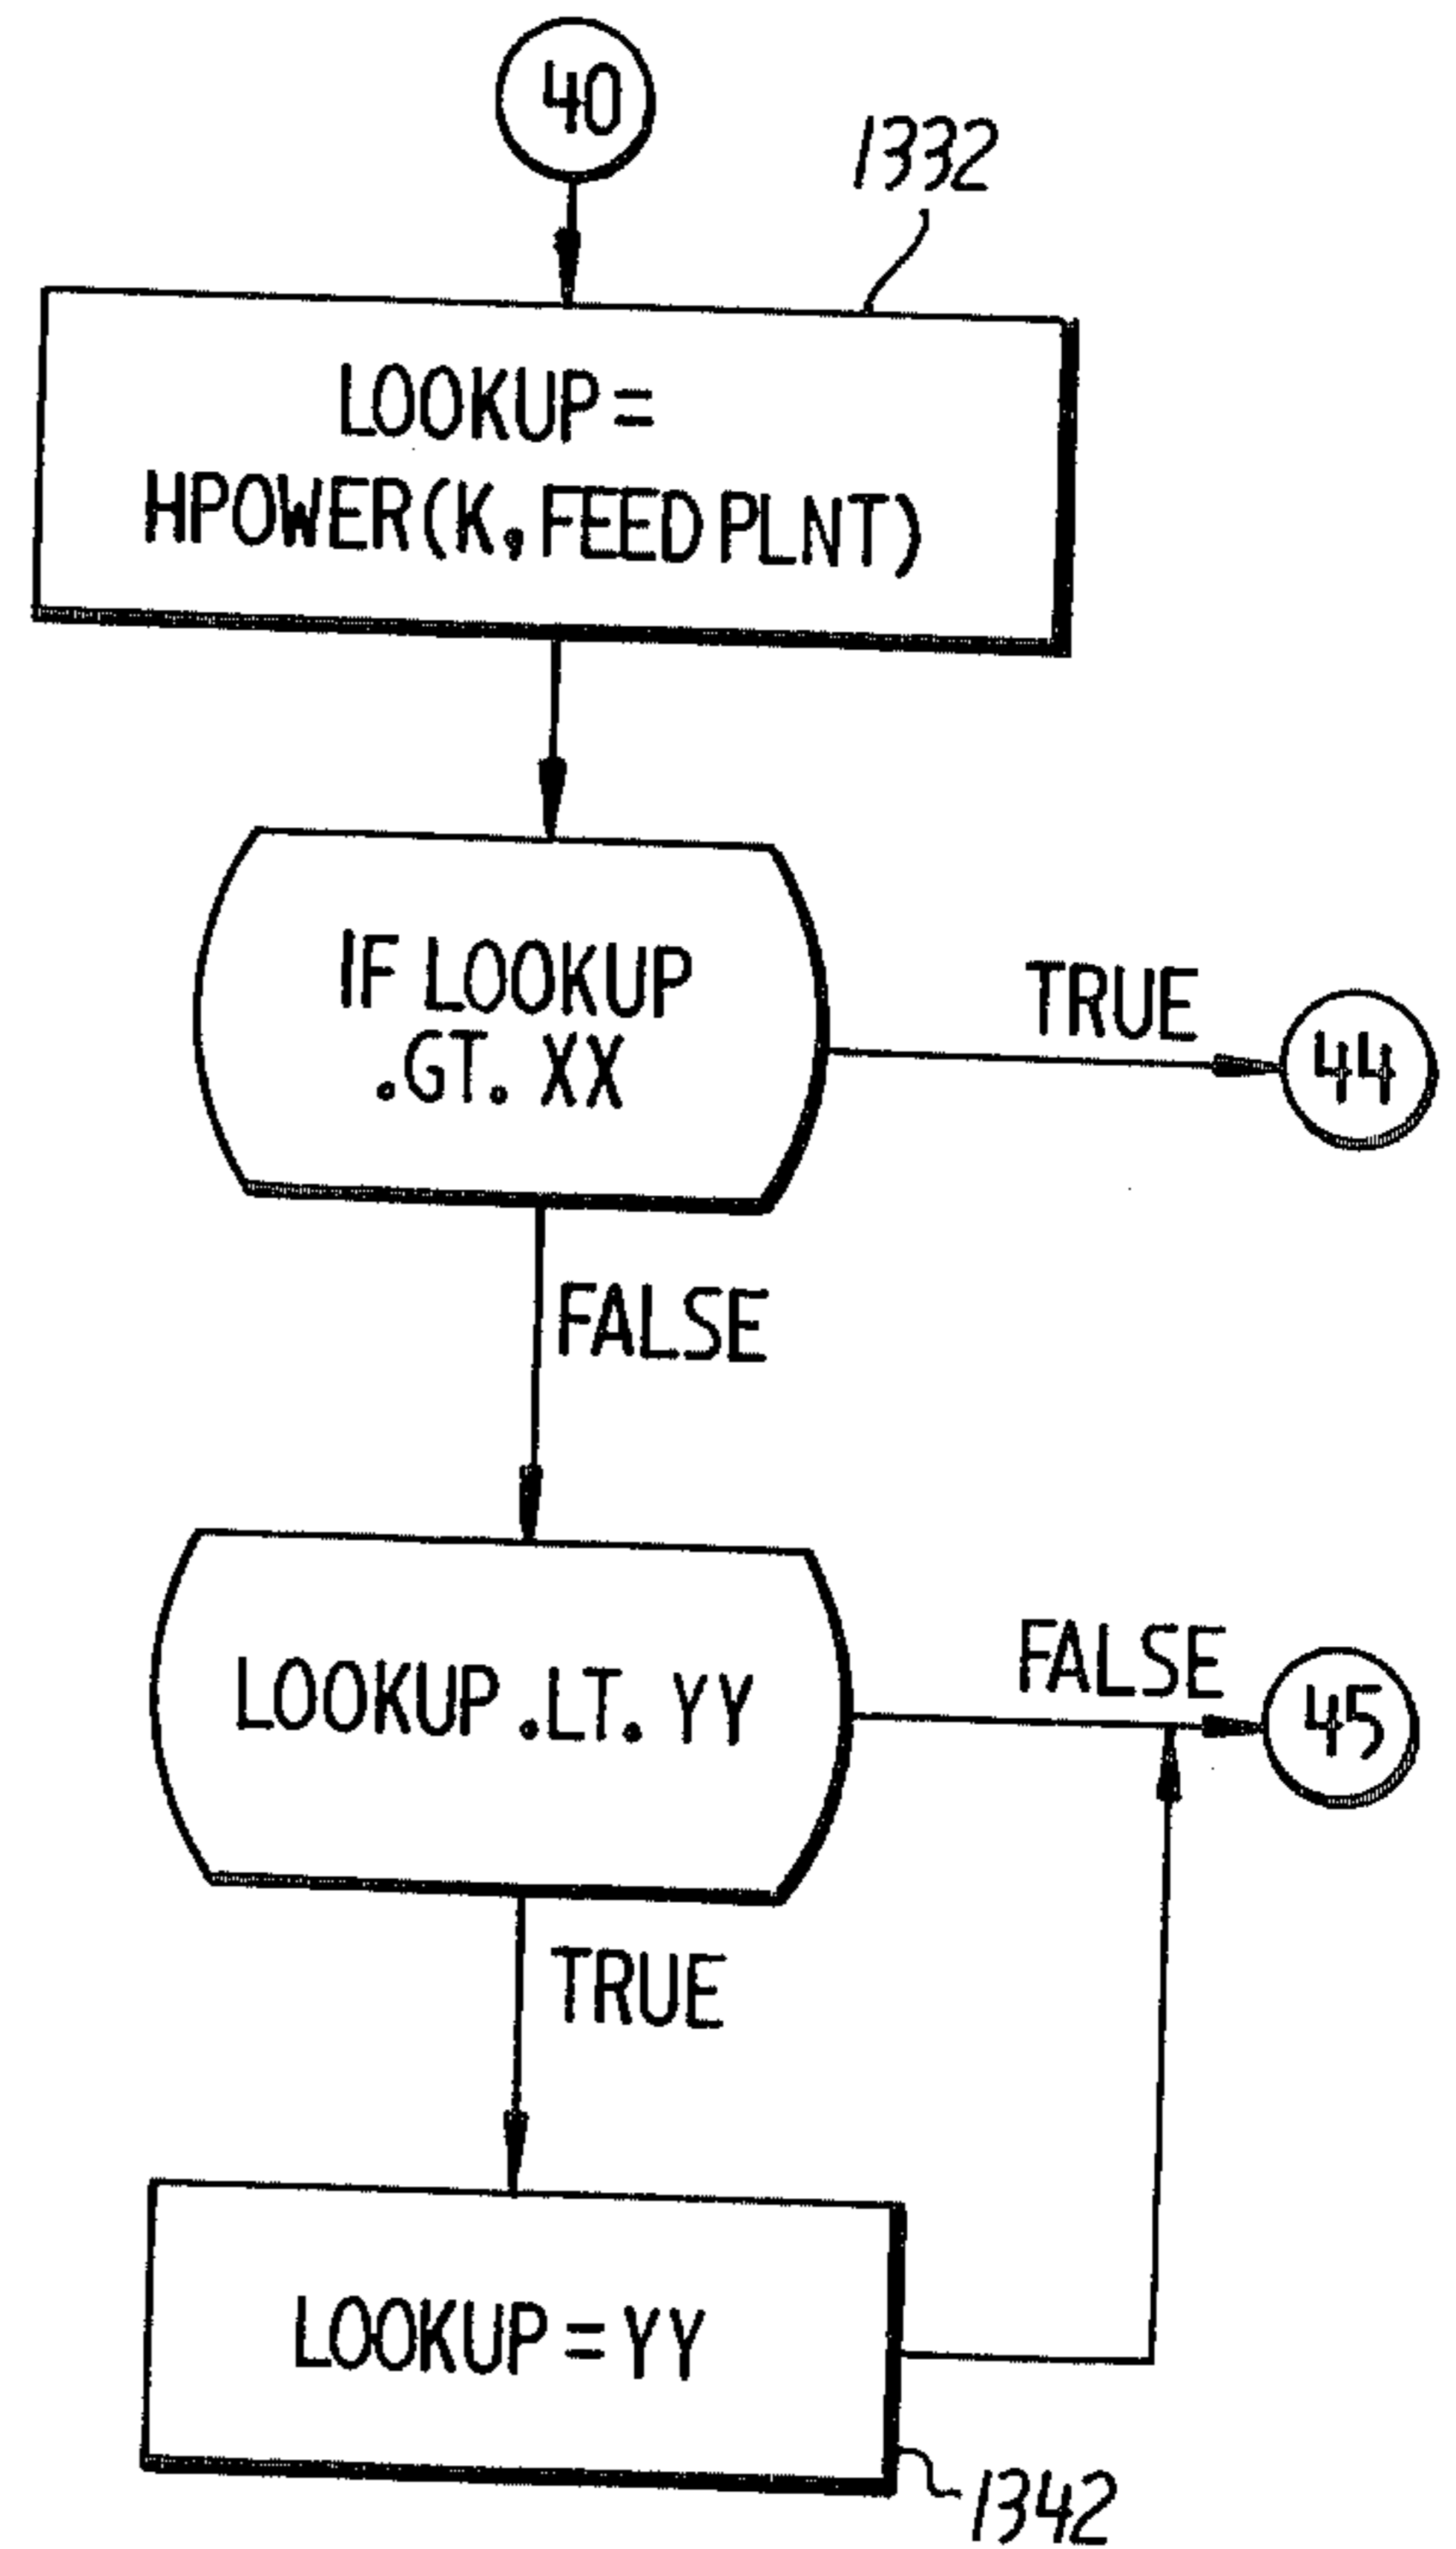 40
1332
LOOKUP=
HPOWER(K,FEED PLNT)
IF LOOKUP
.GT. XX
TRUE
44
FALSE
LOOKUP .LT. YY
FALSE
45
TRUE
LOOKUP=YY
1342